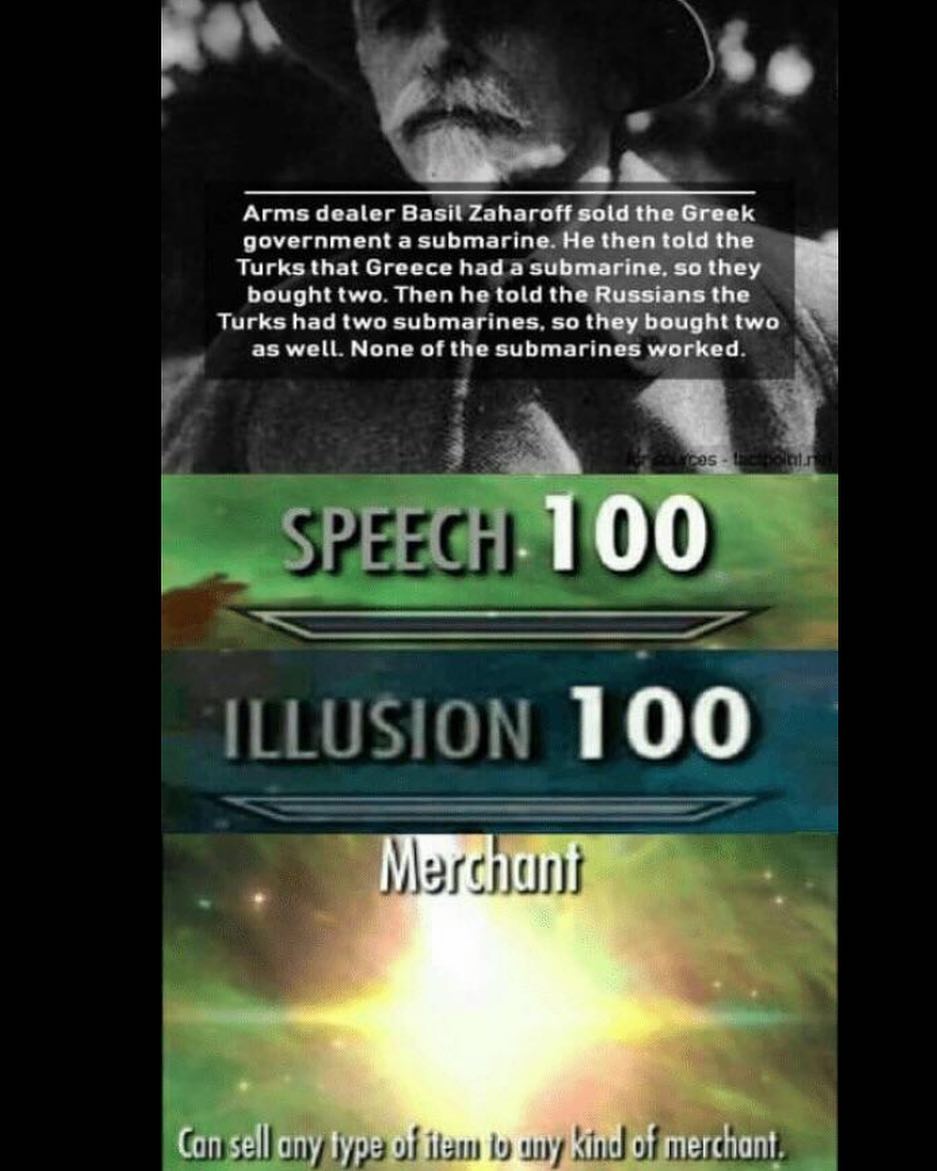 Arms dealer Basil Zaharoff sold the Greek
government a submarine. He then told the
Turks that Greece had a submarine, so they
bought two. Then he told the Russians the
Turks had two submarines, so they bought two
as well. None of the submarines worked.
SPEECH 100
ILLUSION 100
Merchant
Can sell any type of item to any kind of merchant.